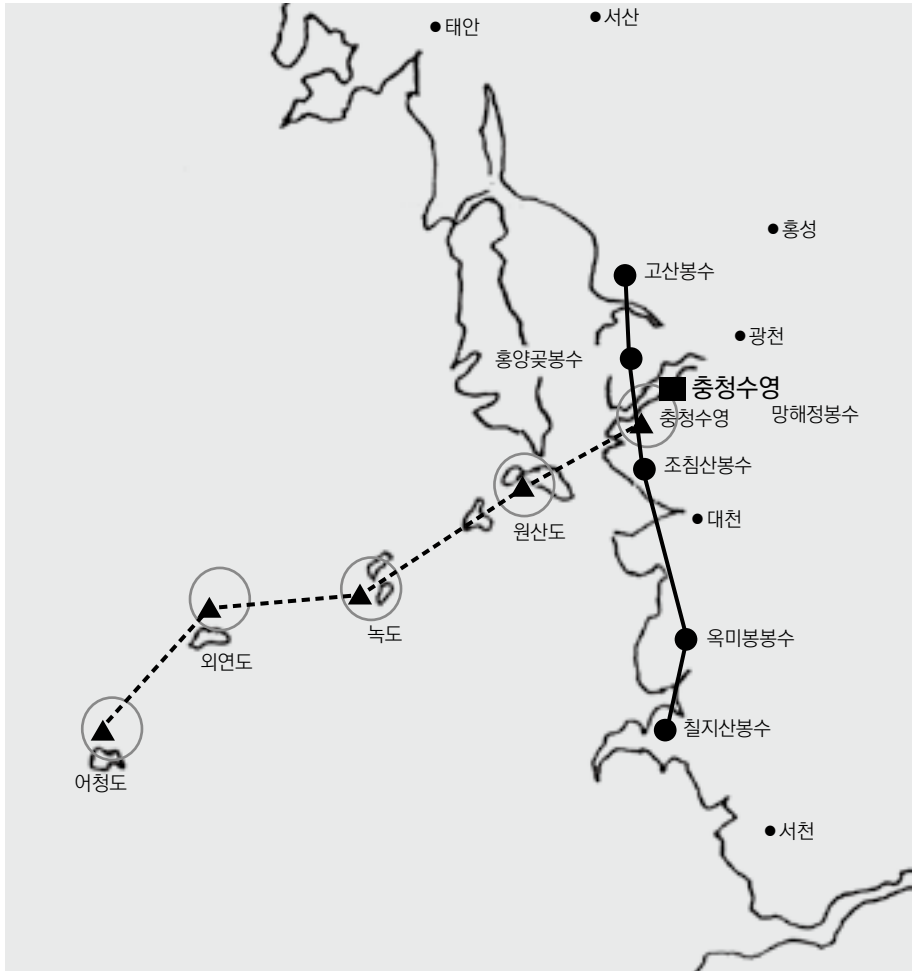 태안
서산
홍성
고산봉수
광천
홍양곶봉수
충청수영
충청수영
망해정봉수
조침산봉수
대천
원산도
녹도
옥미봉봉수
외연도
칠지산봉수
어청도
서천